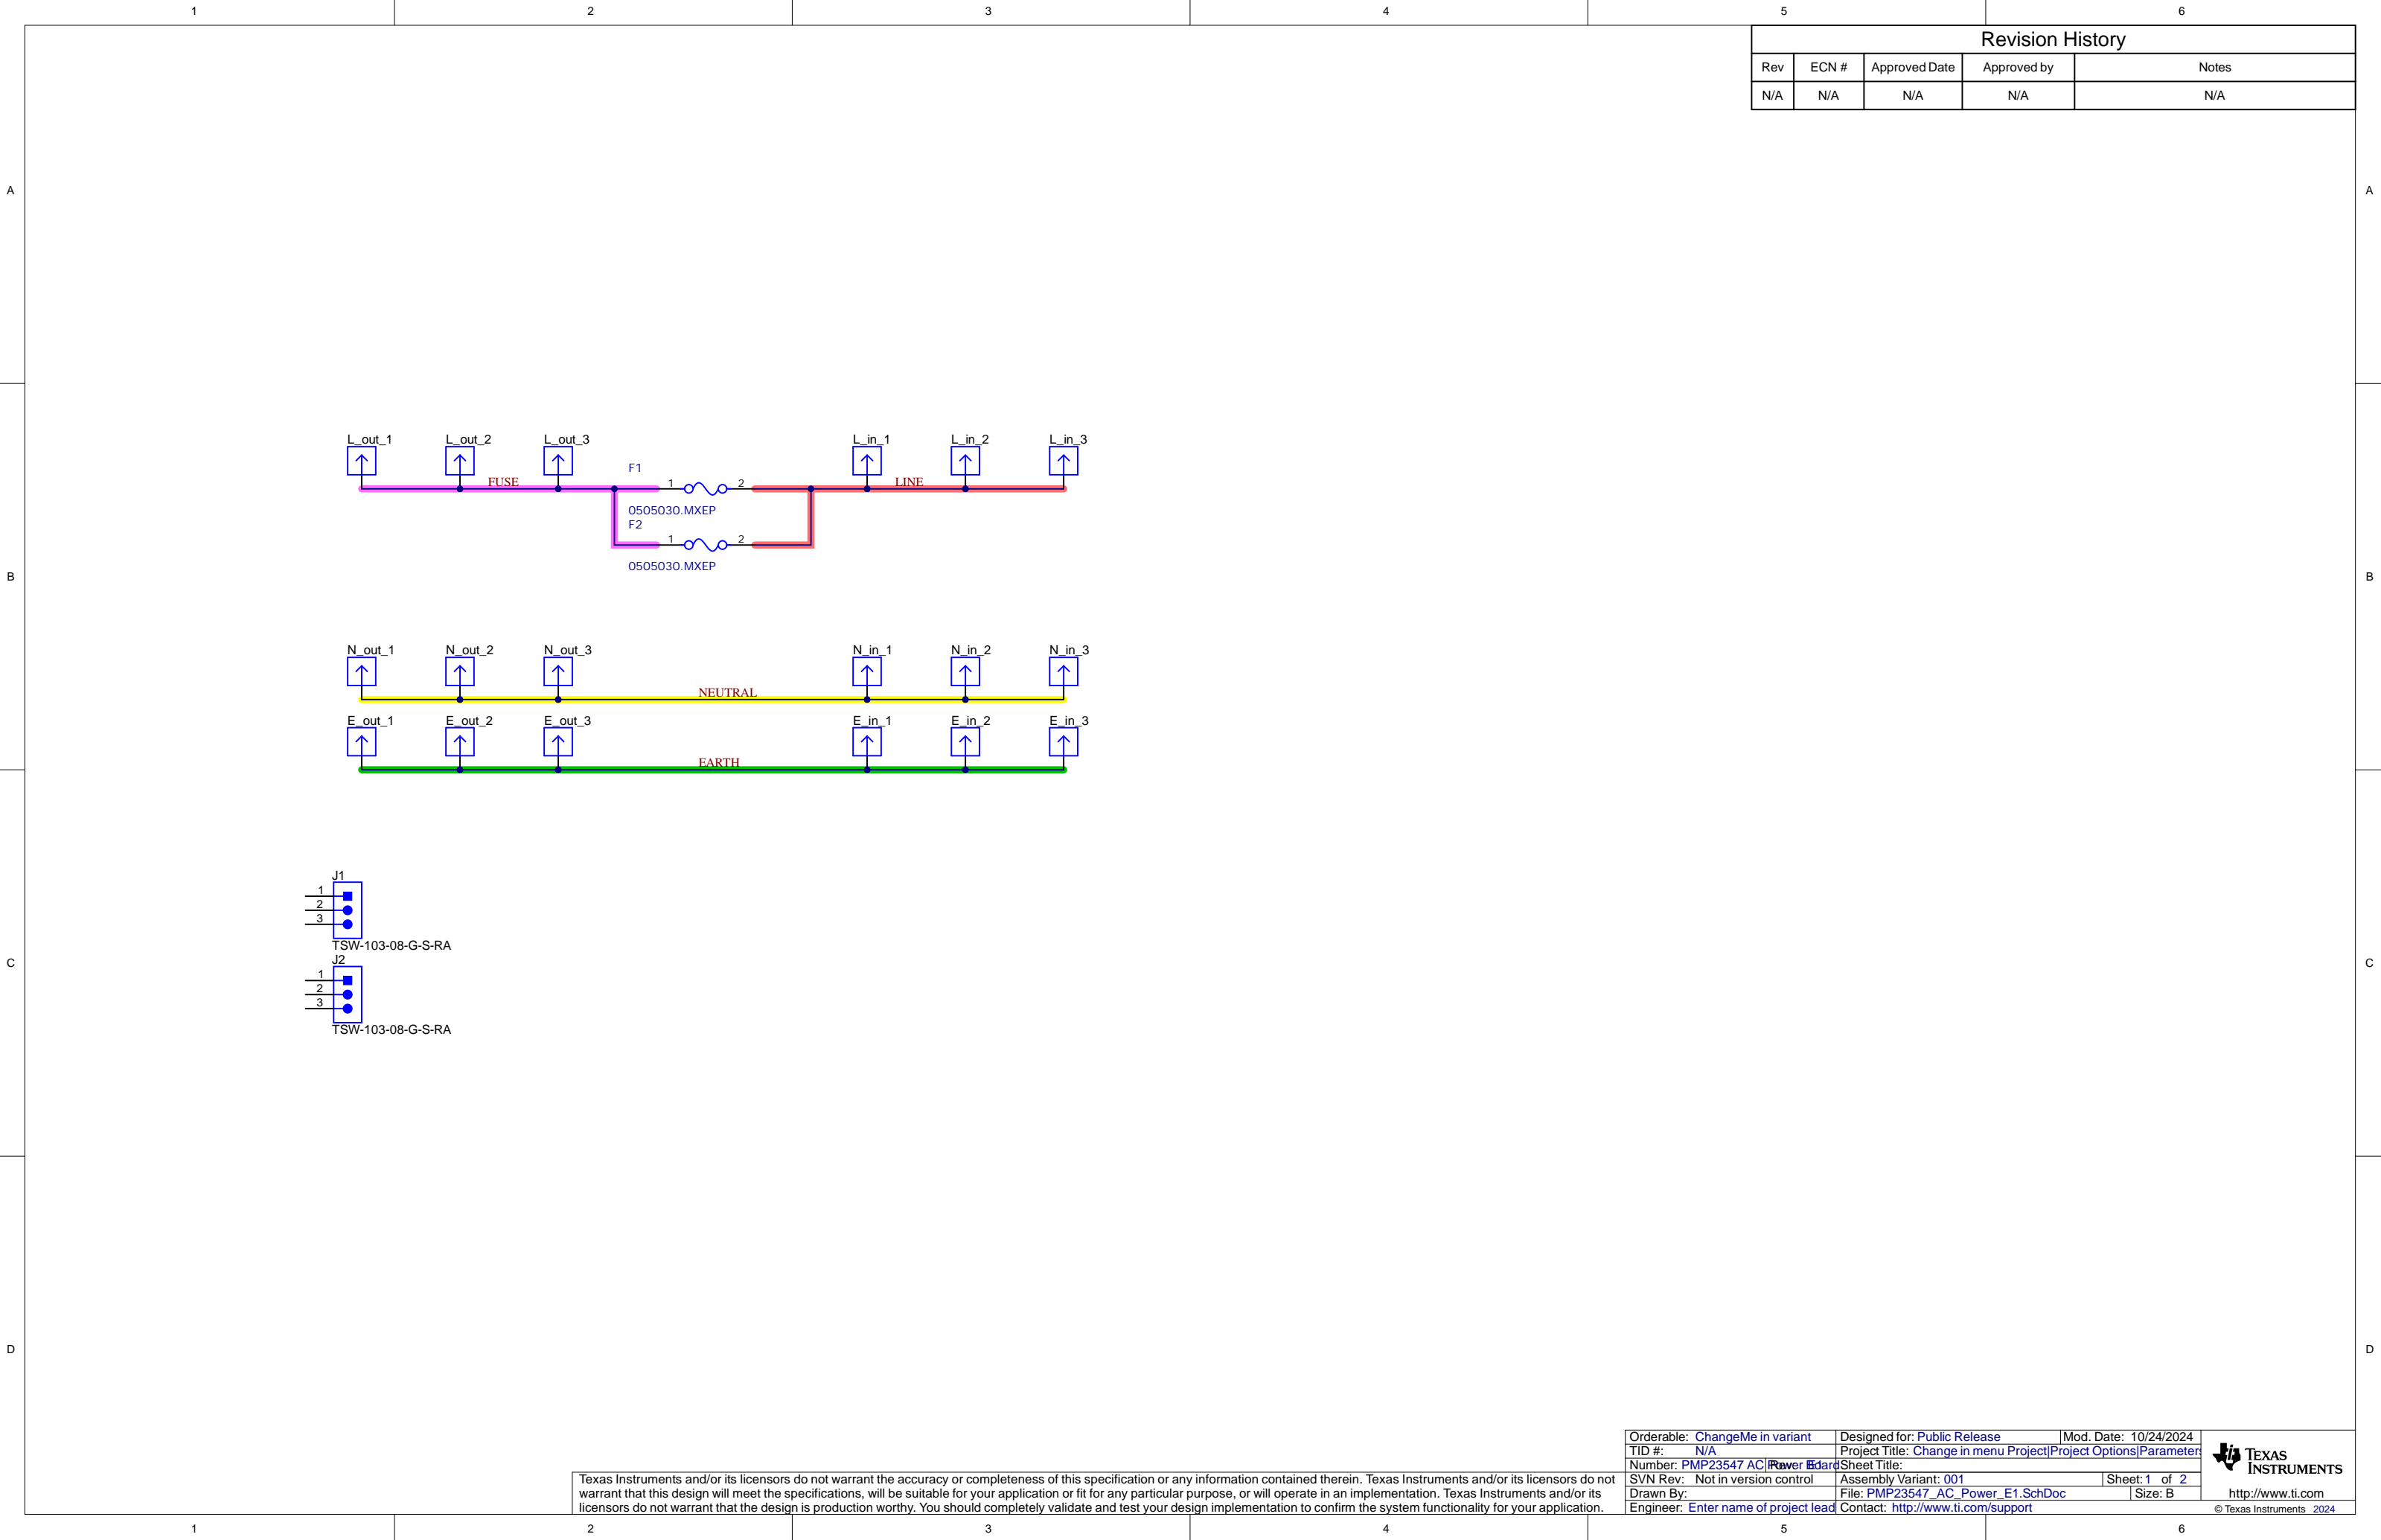 1 2 3 4 5 6
Revision History
Rev ECN # Approved Date Approved by Notes
N/A N/A N/A N/A N/A
A A
L_out_1 L_out_2 L_out_3 L_in_1 L_in_2 L_in_3
F1
FUSE 1 2 LINE
0505030.MXEP
F2
1 2
0505030.MXEP
B B
N_out_1 N_out_2 N_out_3 N_in_1 N_in_2 N_in_3
NEUTRAL
E_out_1 E_out_2 E_out_3 E_in_1 E_in_2 E_in_3
EARTH
J1
1
2
3
TSW-103-08-G-S-RA
J2
C C
1
2
3
TSW-103-08-G-S-RA
D D
Texas Instruments and/or its licensors do not warrant the accuracy or completeness of this specification or any information contained therein. Texas Instruments and/or its licensors do not
warrant that this design will meet the specifications, will be suitable for your application or fit for any particular purpose, or will operate in an implementation. Texas Instruments and/or its
licensors do not warrant that the design is production worthy. You should completely validate and test your design implementation to confirm the system functionality for your application.
Orderable: ChangeMe in variant Designed for: Public Release Mod. Date: 10/24/2024
TID #: N/A Project Title: Change in menu Project|Project Options|Parameters
Number: PMP23547 AC Power Board Rev: E1 Sheet Title:
SVN Rev: Not in version control Assembly Variant: 001 Sheet: 1 of 2
Drawn By: File: PMP23547_AC_Power_E1.SchDoc Size: B
Engineer: Enter name of project lead Contact: http://www.ti.com/support
TEXAS
INSTRUMENTS
http://www.ti.com
© Texas Instruments 2024
1 2 3 4 5 6